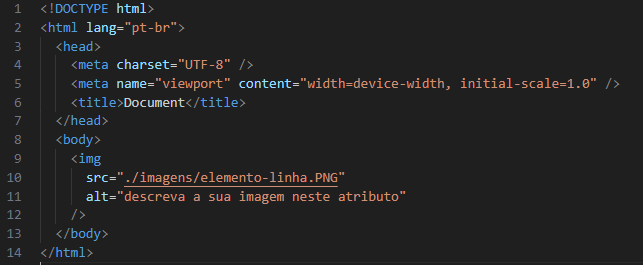 1 <!DOCTYPE html>
2 <html lang="pt-br">
3 <head>
4 <meta charset="UTF-8" />
5 <meta name="viewport" content="width=device-width, initial-scale=1.0" />
6 <title>Document</title>
7 </head>
8 <body>
9 <img
10 src="./imagens/elemento-linha.PNG"
11 alt="descreva a sua imagem neste atributo"
12 />
13 </body>
14 </html>